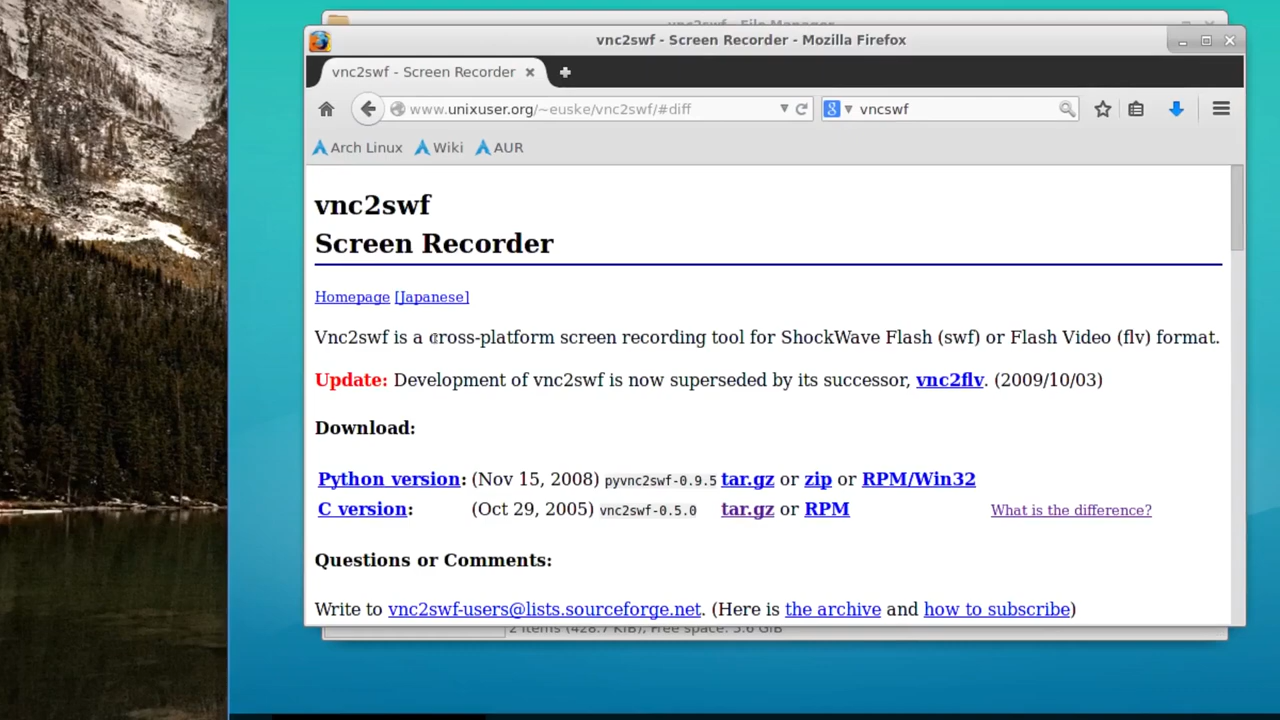 vnc2swf - File Manager
vnc2swf - Screen Recorder - Mozilla Firefox
vnc2swf - Screen Recorder
www.unixuser.org/~euske/vnc2swf/#diff
vncswf
Arch Linux Wiki AUR
vnc2swf
Screen Recorder
Homepage [Japanese]
Vnc2swf is a cross-platform screen recording tool for ShockWave Flash (swf) or Flash Video (flv) format.
Update: Development of vnc2swf is now superseded by its successor, vnc2flv. (2009/10/03)
Download:
Python version: (Nov 15, 2008) pyvnc2swf-0.9.5 tar.gz or zip or RPM/Win32
C version: (Oct 29, 2005) vnc2swf-0.5.0 tar.gz or RPM What is the difference?
Questions or Comments:
Write to vnc2swf-users@lists.sourceforge.net. (Here is the archive and how to subscribe)
2 items (428.7 KiB), Free space: 5.6 GiB